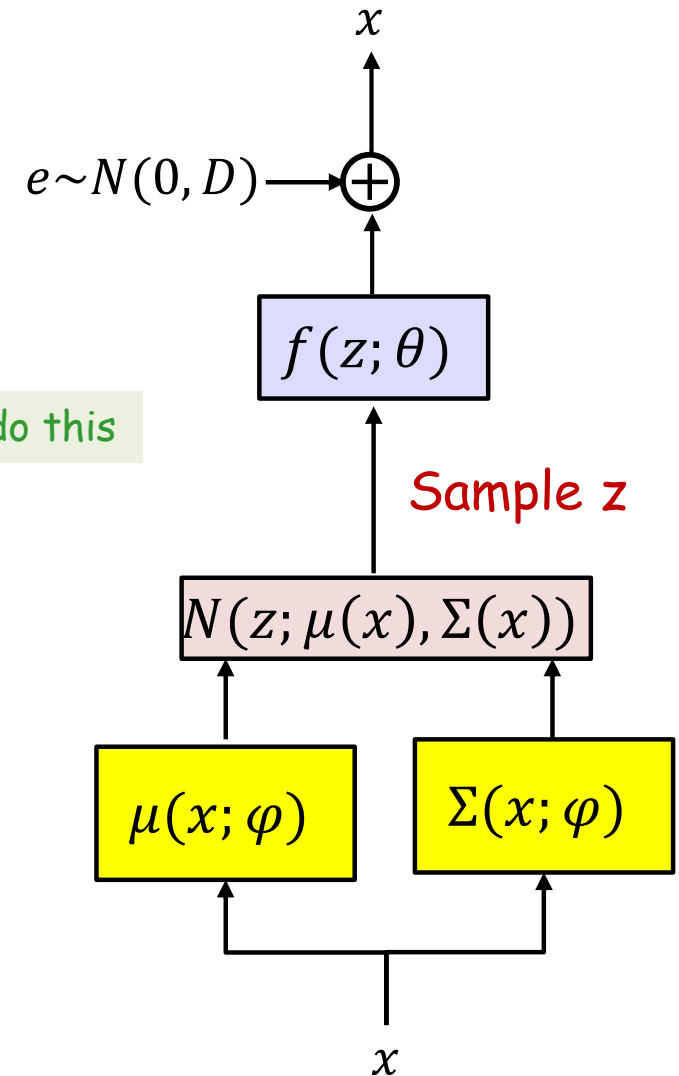 x
e~N(0, D)
+
f(z; θ)
do this
Sample z
N(z; μ(x), Σ(x))
μ(x; φ)
Σ(x; φ)
x